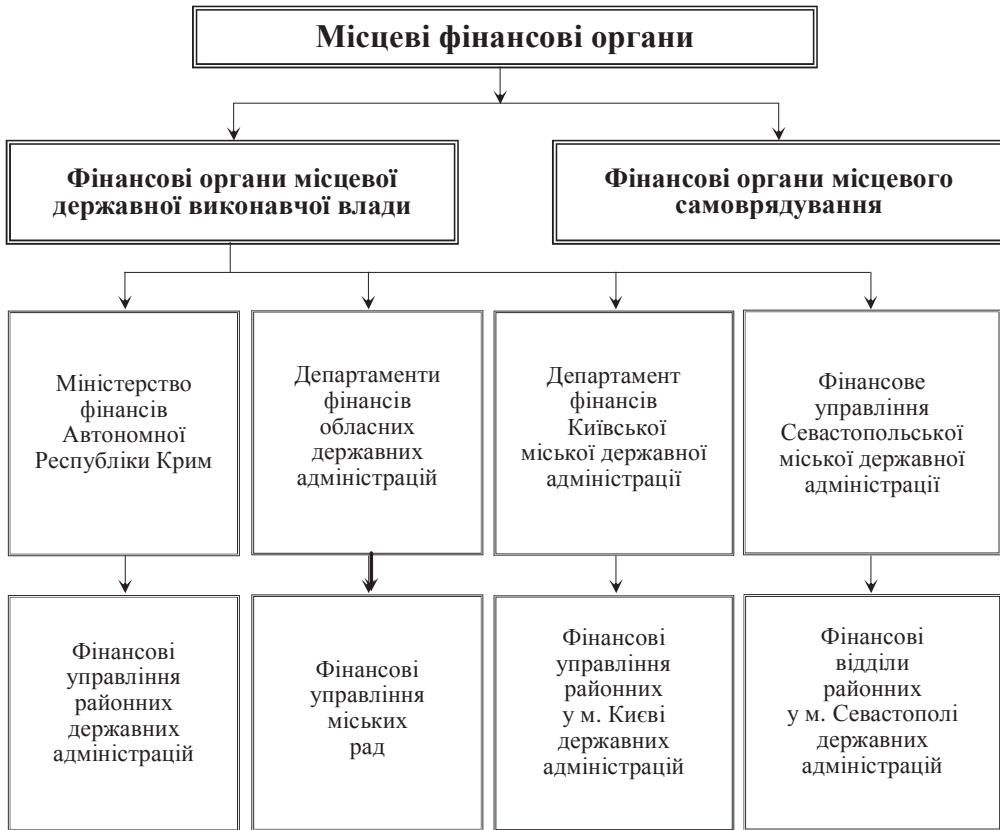 Місцеві фінансові органи
Фінансові органи місцевої
державної виконавчої влади
Фінансові органи місцевого
самоврядування
Міністерство
фінансів
Автономної
Республіки Крим
Департаменти
фінансів
обласних
державних
адміністрацій
Департамент
фінансів
Київської
міської державної
адміністрації
Фінансове
управління
Севастопольської
міської державної
адміністрації
Фінансові
управління
районних
державних
адміністрацій
Фінансові
управління
міських
рад
Фінансові
управління
районних
у м. Києві
державних
адміністрацій
Фінансові
відділи
районних
у м. Севастополі
державних
адміністрацій